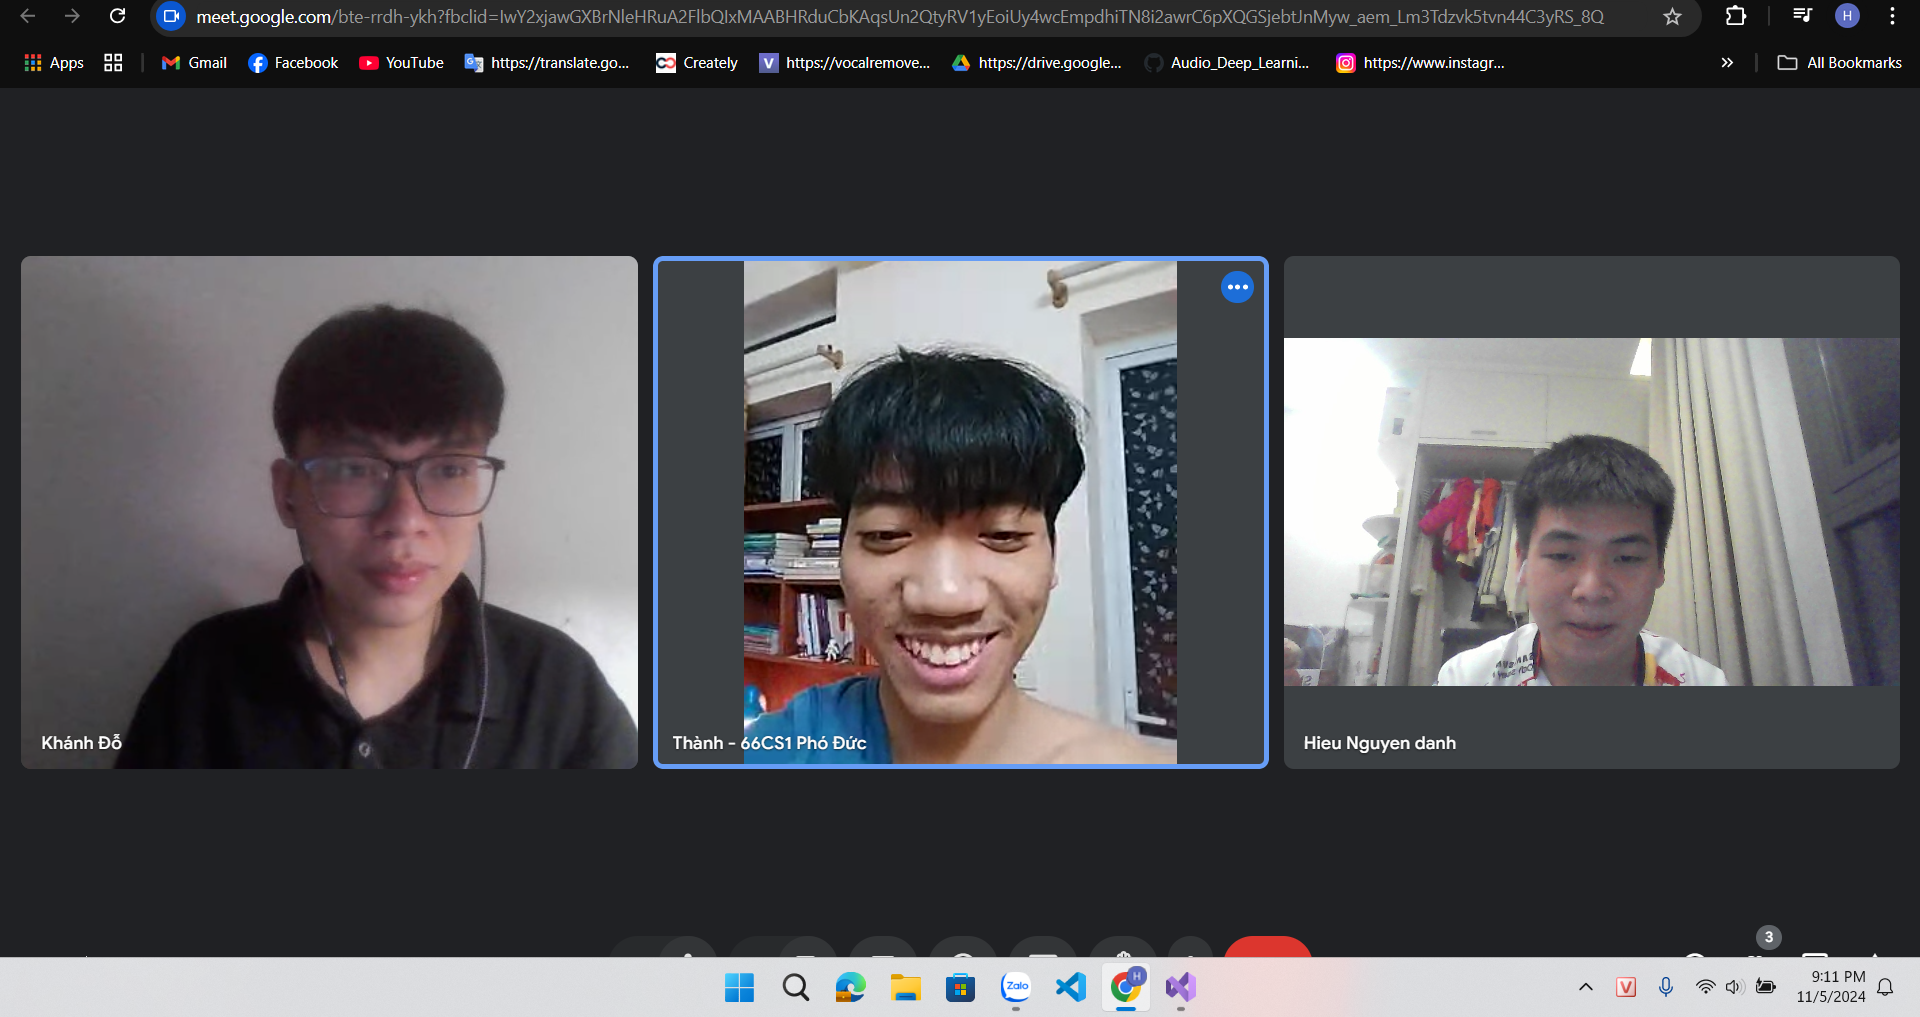 meet.google.com/bte-rrdh-ykh?fbclid=IwY2xjawGXBrNleHRuA2FlbQIxMAABHRduCbKAqsUn2QtyRV1yEoiUy4wcEmpdhiTN8i2awrC6pXQGSjebtJnMyw_aem_Lm3Tdzvk5tvn44C3yRS_8Q
H
Apps Gmail Facebook YouTube https://translate.go... Creately V https://vocalremove... https://drive.google... Audio_Deep_Learni... https://www.instagr... » All Bookmarks
Khánh Đỗ
Thành - 66CS1 Phó Đức
Hieu Nguyen danh
3
Zalo
H
V
9:11 PM
11/5/2024